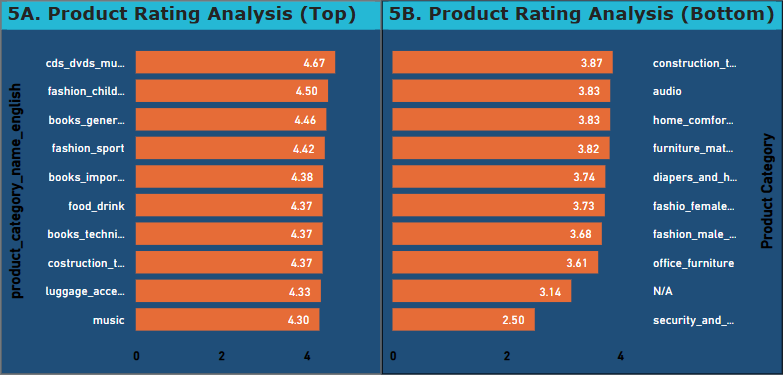 5A. Product Rating Analysis (Top)
product_category_name_english
cds_dvds_mu... 4.67
fashion_child... 4.50
books_gener... 4.46
fashion_sport 4.42
books_impor... 4.38
food_drink 4.37
books_techni... 4.37
costruction_t... 4.37
luggage_acce... 4.33
music 4.30
0 2 4
5B. Product Rating Analysis (Bottom)
3.87 construction_t...
3.83 audio
3.83 home_comfor...
3.82 furniture_mat...
3.74 diapers_and_h...
3.73 fashio_female...
3.68 fashion_male_...
3.61 office_furniture
3.14 N/A
2.50 security_and_...
Product Category
0 2 4